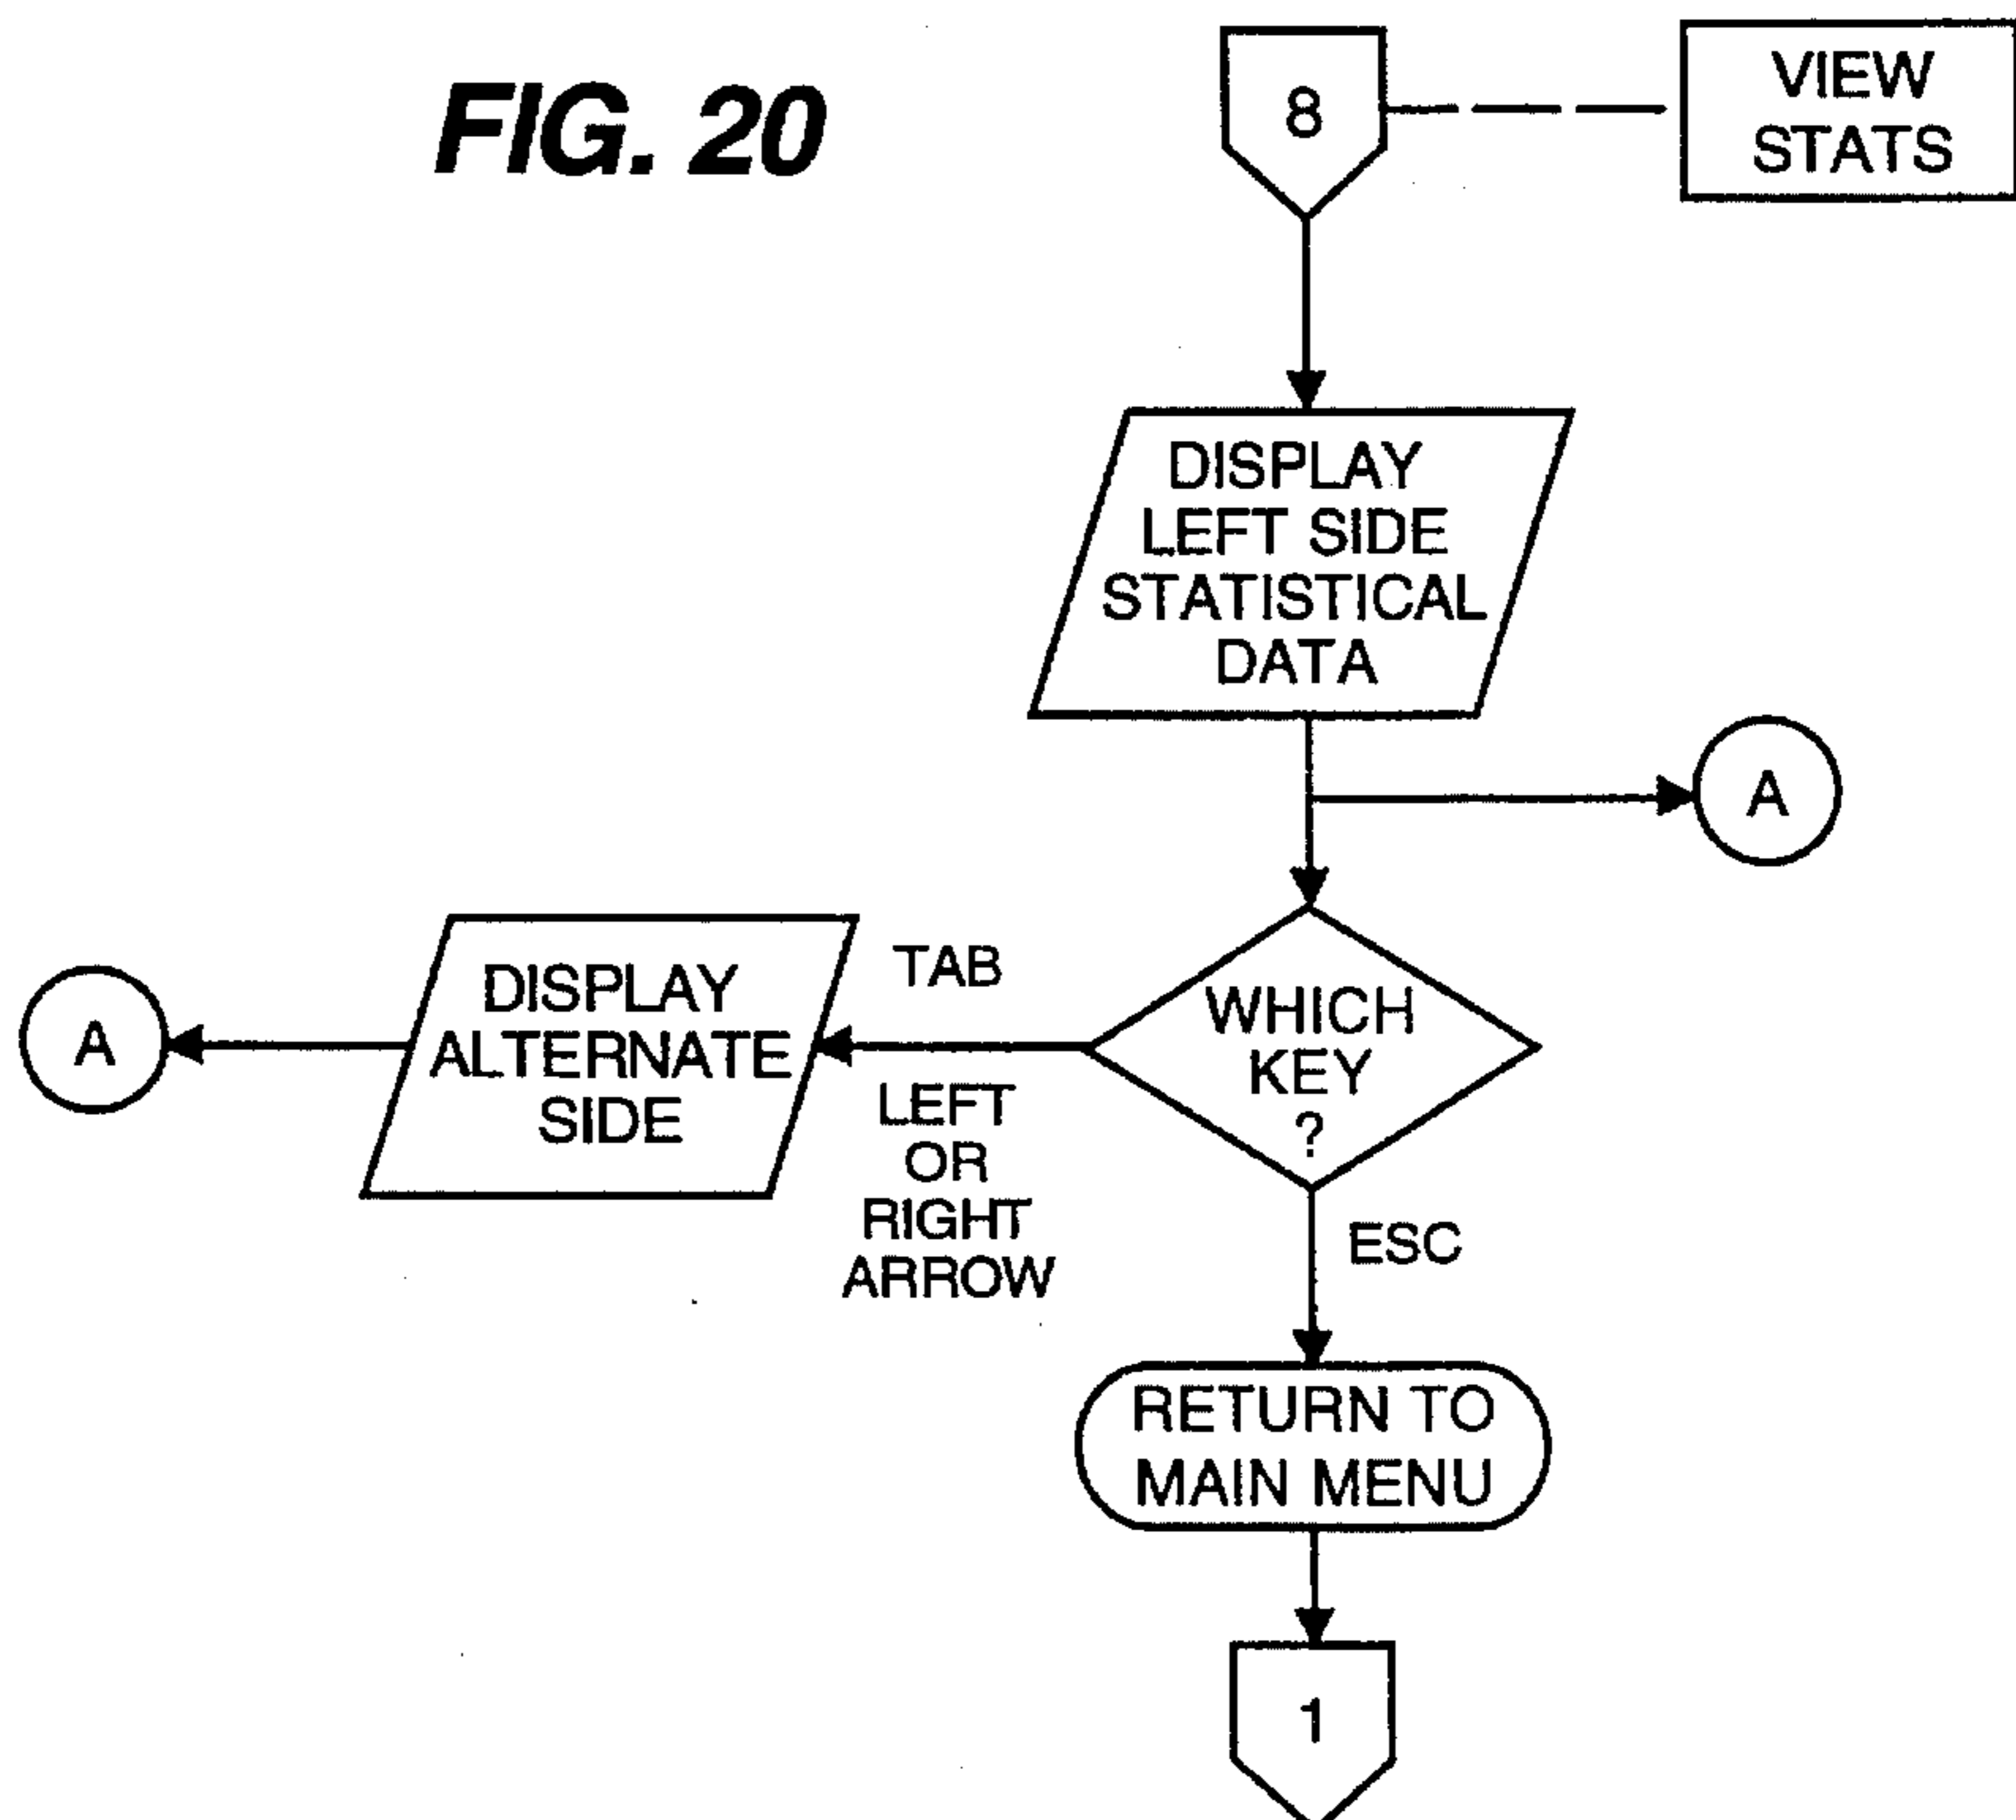 FIG. 20
8
VIEW
STATS
DISPLAY
LEFT SIDE
STATISTICAL
DATA
A
WHICH
KEY
?
TAB
LEFT
OR
RIGHT
ARROW
DISPLAY
ALTERNATE
SIDE
A
ESC
RETURN TO
MAIN MENU
1